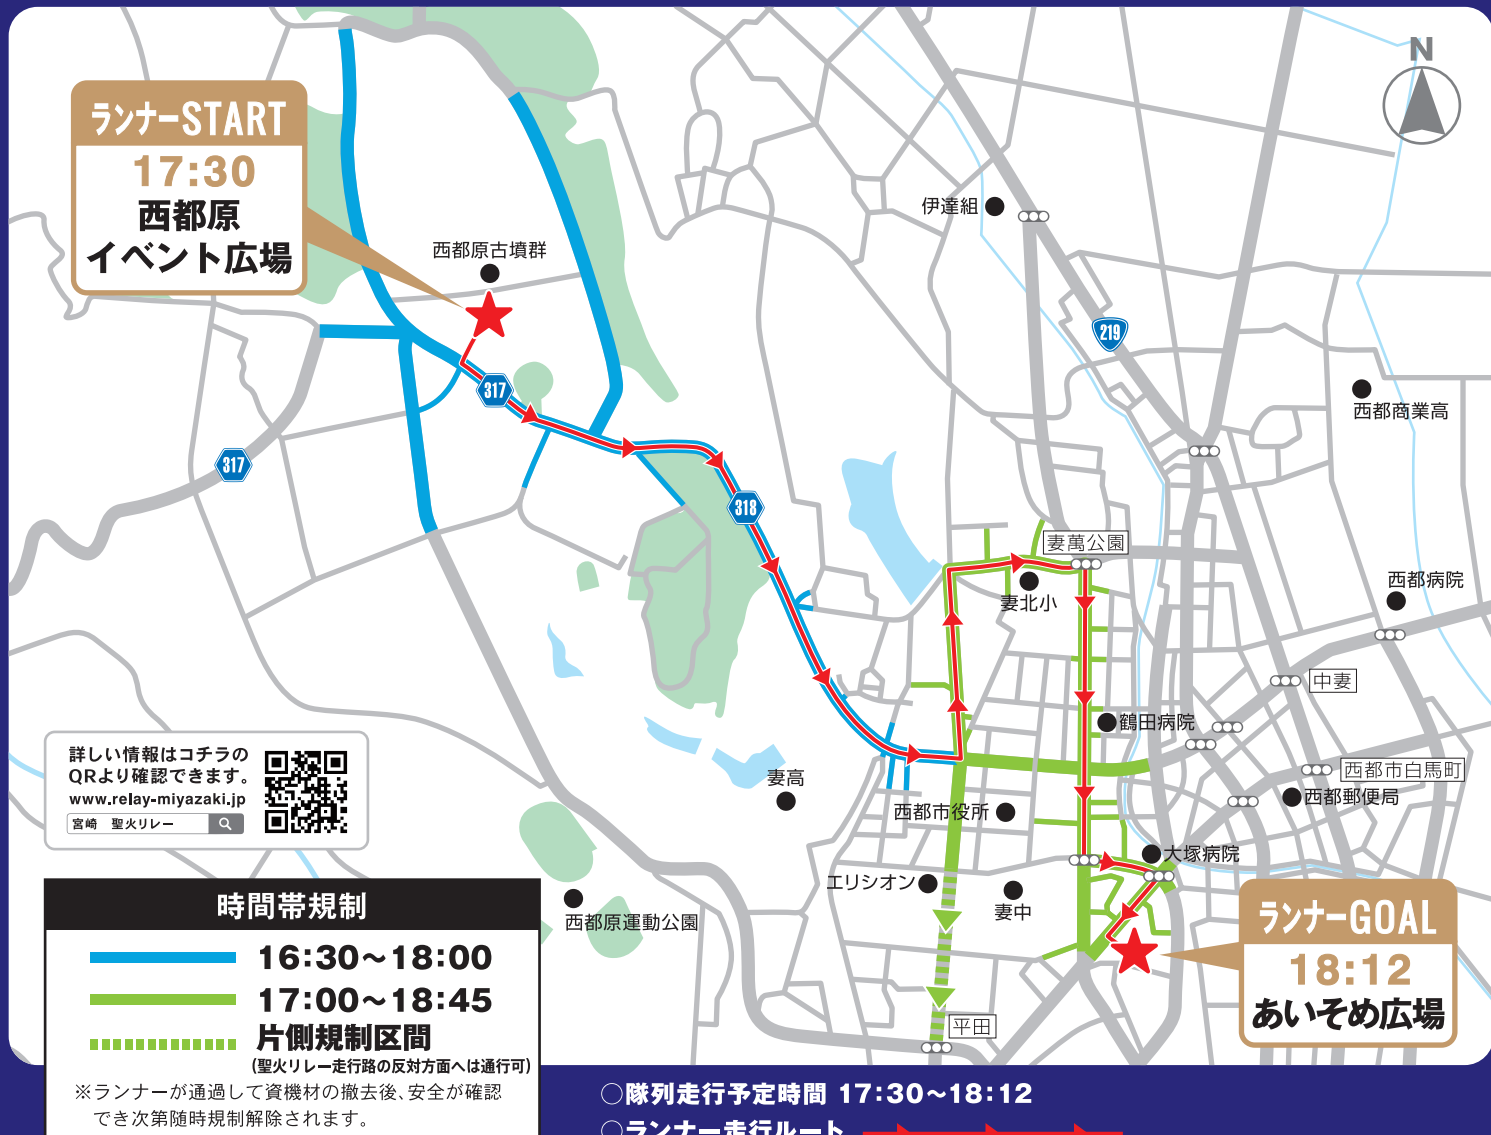 N
ランナーSTART
17:30
西都原
イベント広場
西都原古墳群
伊達組
219
317
317
318
西都商業高
妻萬公園
妻北小
西都病院
中妻
鶴田病院
西都市白馬町
西都郵便局
妻高
西都市役所
大塚病院
エリシオン
妻中
西都原運動公園
平田
ランナーGOAL
18:12
あいそめ広場
詳しい情報はコチラの
QRより確認できます。
www.relay-miyazaki.jp
宮崎 聖火リレー
時間帯規制
16:30〜18:00
17:00〜18:45
片側規制区間
(聖火リレー走行路の反対方面へは通行可)
※ランナーが通過して資機材の撤去後、安全が確認
でき次第随時規制解除されます。
○隊列走行予定時間 17:30〜18:12
○ランナー走行ルート